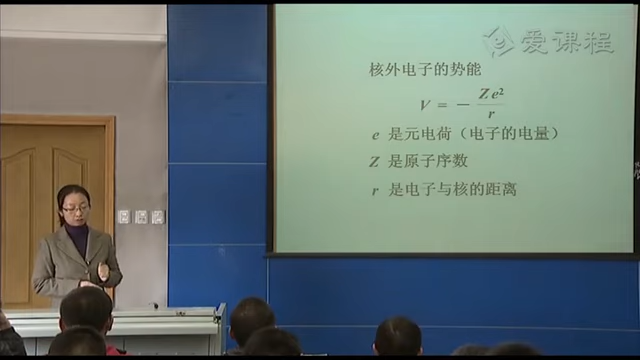 爱课程
核外电子的势能
V = - Ze²/r
e 是元电荷（电子的电量）
Z 是原子序数
r 是电子与核的距离